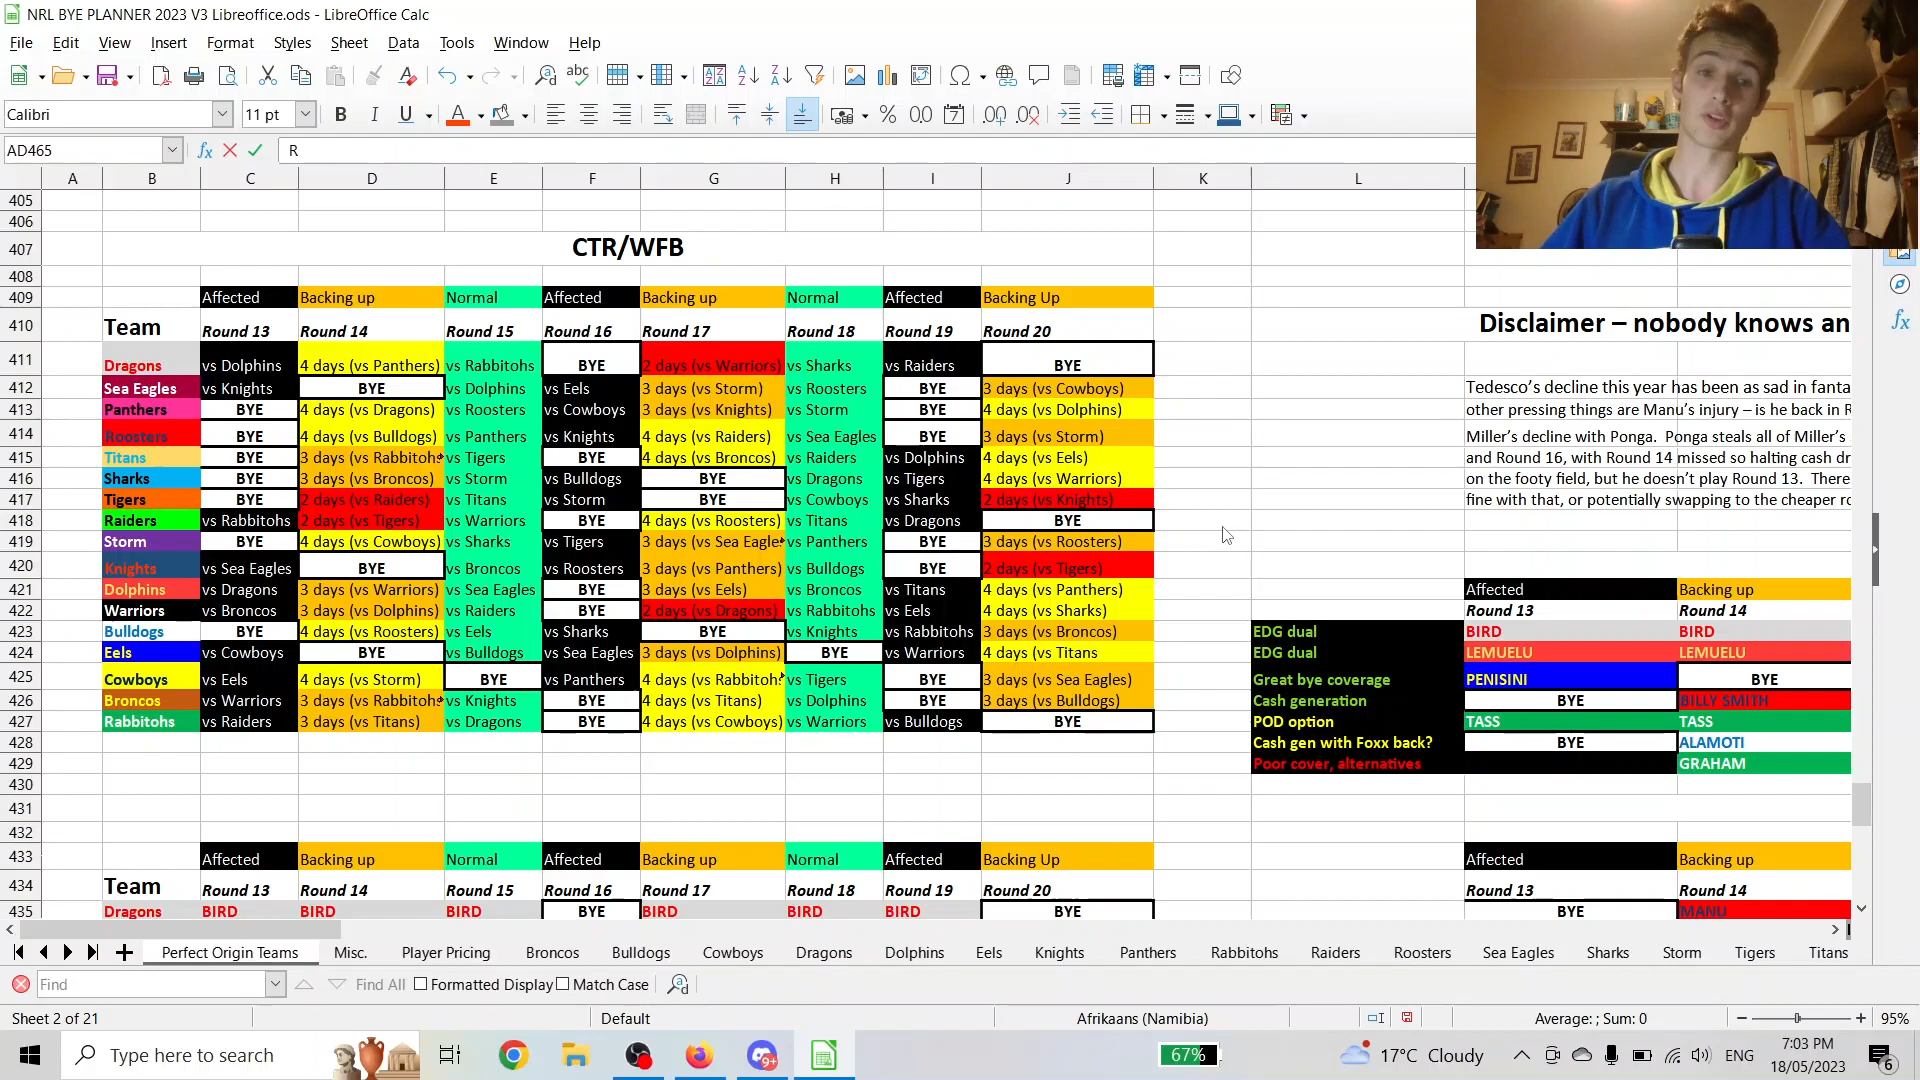 NRL BYE PLANNER 2023 V3 Libreoffice.ods - LibreOffice Calc
File Edit View Insert Format Styles Sheet Data Tools Window Help
Calibri 11 pt
AD465 R
A B C D E F G H I J K L
405
406
407 CTR/WFB
408
409 Affected Backing up Normal Affected Backing up Normal Affected Backing Up
410 Team Round 13 Round 14 Round 15 Round 16 Round 17 Round 18 Round 19 Round 20 Disclaimer – nobody knows an
411 Dragons vs Dolphins 4 days (vs Panthers) vs Rabbitohs BYE 2 days (vs Warriors) vs Sharks vs Raiders BYE
412 Sea Eagles vs Knights BYE vs Dolphins vs Eels 3 days (vs Storm) vs Roosters BYE 3 days (vs Cowboys) Tedesco's decline this year has been as sad in fanta
413 Panthers BYE 4 days (vs Dragons) vs Roosters vs Cowboys 3 days (vs Knights) vs Storm BYE 4 days (vs Dolphins) other pressing things are Manu's injury – is he back in R
414 Roosters BYE 4 days (vs Bulldogs) vs Panthers vs Knights 4 days (vs Raiders) vs Sea Eagles BYE 3 days (vs Storm) Miller's decline with Ponga. Ponga steals all of Miller's
415 Titans BYE 3 days (vs Rabbitohs vs Tigers BYE 4 days (vs Broncos) vs Raiders vs Dolphins 4 days (vs Eels) and Round 16, with Round 14 missed so halting cash dr
416 Sharks BYE 3 days (vs Broncos) vs Storm vs Bulldogs BYE vs Dragons vs Titans 4 days (vs Warriors) on the footy field, but he doesn't play Round 13. There
417 Tigers BYE 2 days (vs Raiders) vs Titans vs Storm BYE vs Cowboys vs Sharks 2 days (vs Knights) fine with that, or potentially swapping to the cheaper ro
418 Raiders vs Rabbitohs 2 days (vs Tigers) vs Warriors BYE 4 days (vs Roosters) vs Titans vs Dragons BYE
419 Storm BYE 4 days (vs Cowboys) vs Sharks vs Tigers 3 days (vs Sea Eagle vs Panthers BYE 3 days (vs Roosters)
420 Knights vs Sea Eagles BYE vs Broncos vs Roosters 3 days (vs Panthers) vs Bulldogs BYE 2 days (vs Tigers)
421 Dolphins vs Dragons 3 days (vs Warriors) vs Sea Eagles BYE 3 days (vs Eels) vs Broncos vs Titans 4 days (vs Panthers) Affected Backing up
422 Warriors vs Broncos 3 days (vs Dolphins) vs Raiders BYE 2 days (vs Dragons) vs Rabbitohs vs Eels 4 days (vs Sharks) Round 13 Round 14
423 Bulldogs BYE 4 days (vs Roosters) vs Eels vs Sharks BYE vs Knights vs Rabbitohs 3 days (vs Broncos) EDG dual BIRD BIRD
424 Eels vs Cowboys BYE vs Bulldogs vs Sea Eagles 3 days (vs Dolphins) BYE vs Warriors 4 days (vs Titans EDG dual LEMUELU LEMUELU
425 Cowboys vs Eels 4 days (vs Storm) BYE vs Panthers 4 days (vs Rabbitoh vs Tigers BYE 3 days (vs Sea Eagles) Great bye coverage PENISINI BYE
426 Broncos vs Warriors 3 days (vs Rabbitoh vs Knights BYE 4 days (vs Titans) vs Dolphins BYE 3 days (vs Bulldogs) Cash generation BYE BILLY SMITH
427 Rabbitohs vs Raiders 3 days (vs Titans) vs Dragons BYE 4 days (vs Cowboys) vs Warriors vs Bulldogs BYE POD option TASS TASS
428 Cash gen with Foxx back? BYE ALAMOTI
429 Poor cover, alternatives GRAHAM
430
431
432
433 Affected Backing up Normal Affected Backing up Normal Affected Backing Up Affected Backing up
434 Team Round 13 Round 14 Round 15 Round 16 Round 17 Round 18 Round 19 Round 20 Round 13 Round 14
435 Dragons BIRD BIRD BIRD BYE BIRD BIRD BIRD BYE BYE MANU
Perfect Origin Teams Misc. Player Pricing Broncos Bulldogs Cowboys Dragons Dolphins Eels Knights Panthers Rabbitohs Raiders Roosters Sea Eagles Sharks Storm Tigers Titans
Find Find All Formatted Display Match Case
Sheet 2 of 21 Default Afrikaans (Namibia) Average: ; Sum: 0 95%
Type here to search 9+ 67% 17°C Cloudy ENG 7:03 PM
18/05/2023 6